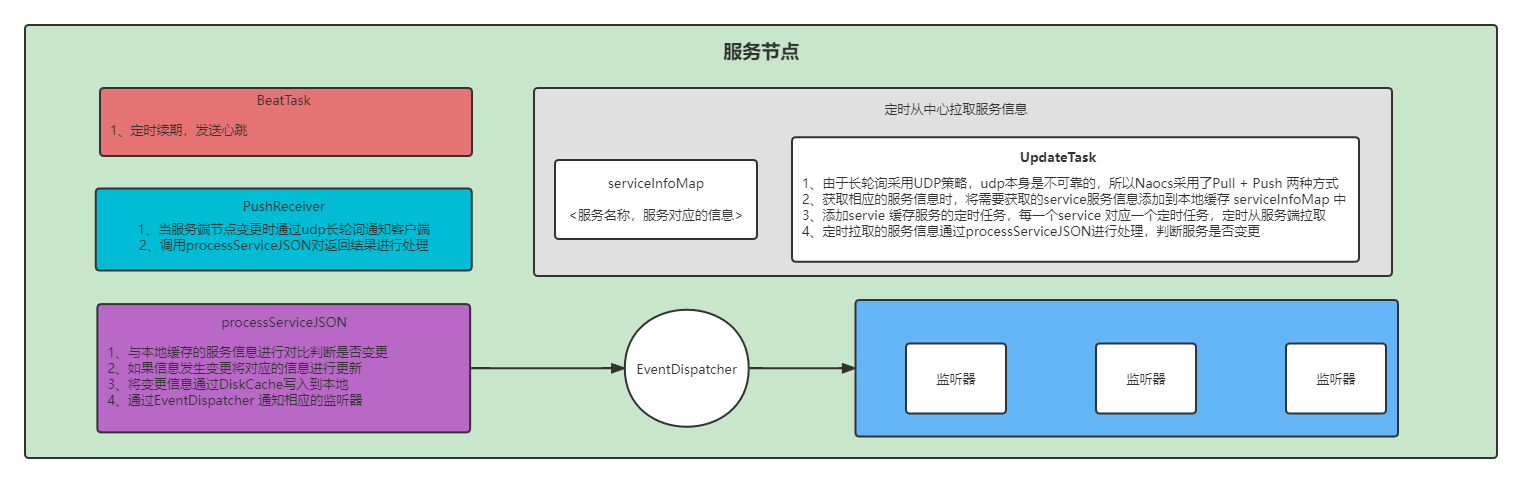 服务节点
BeatTask
1、定时续期，发送心跳
PushReceiver
1、当服务端节点变更时通过udp长轮询通知客户端
2、调用processServiceJSON对返回结果进行处理
定时从中心拉取服务信息
serviceInfoMap
<服务名称，服务对应的信息>
UpdateTask
1、由于长轮询采用UDP策略，udp本身是不可靠的，所以Naocs采用了Pull + Push 两种方式
2、获取相应的服务信息时，将需要获取的service服务信息添加到本地缓存 serviceInfoMap 中
3、添加servie 缓存服务的定时任务，每一个service 对应一个定时任务，定时从服务端拉取
4、定时拉取的服务信息通过processServiceJSON进行处理，判断服务是否变更
processServiceJSON
1、与本地缓存的服务信息进行对比判断是否变更
2、如果信息发生变更将对应的信息进行更新
3、将变更信息通过DiskCache写入到本地
4、通过EventDispatcher 通知相应的监听器
EventDispatcher
监听器
监听器
监听器